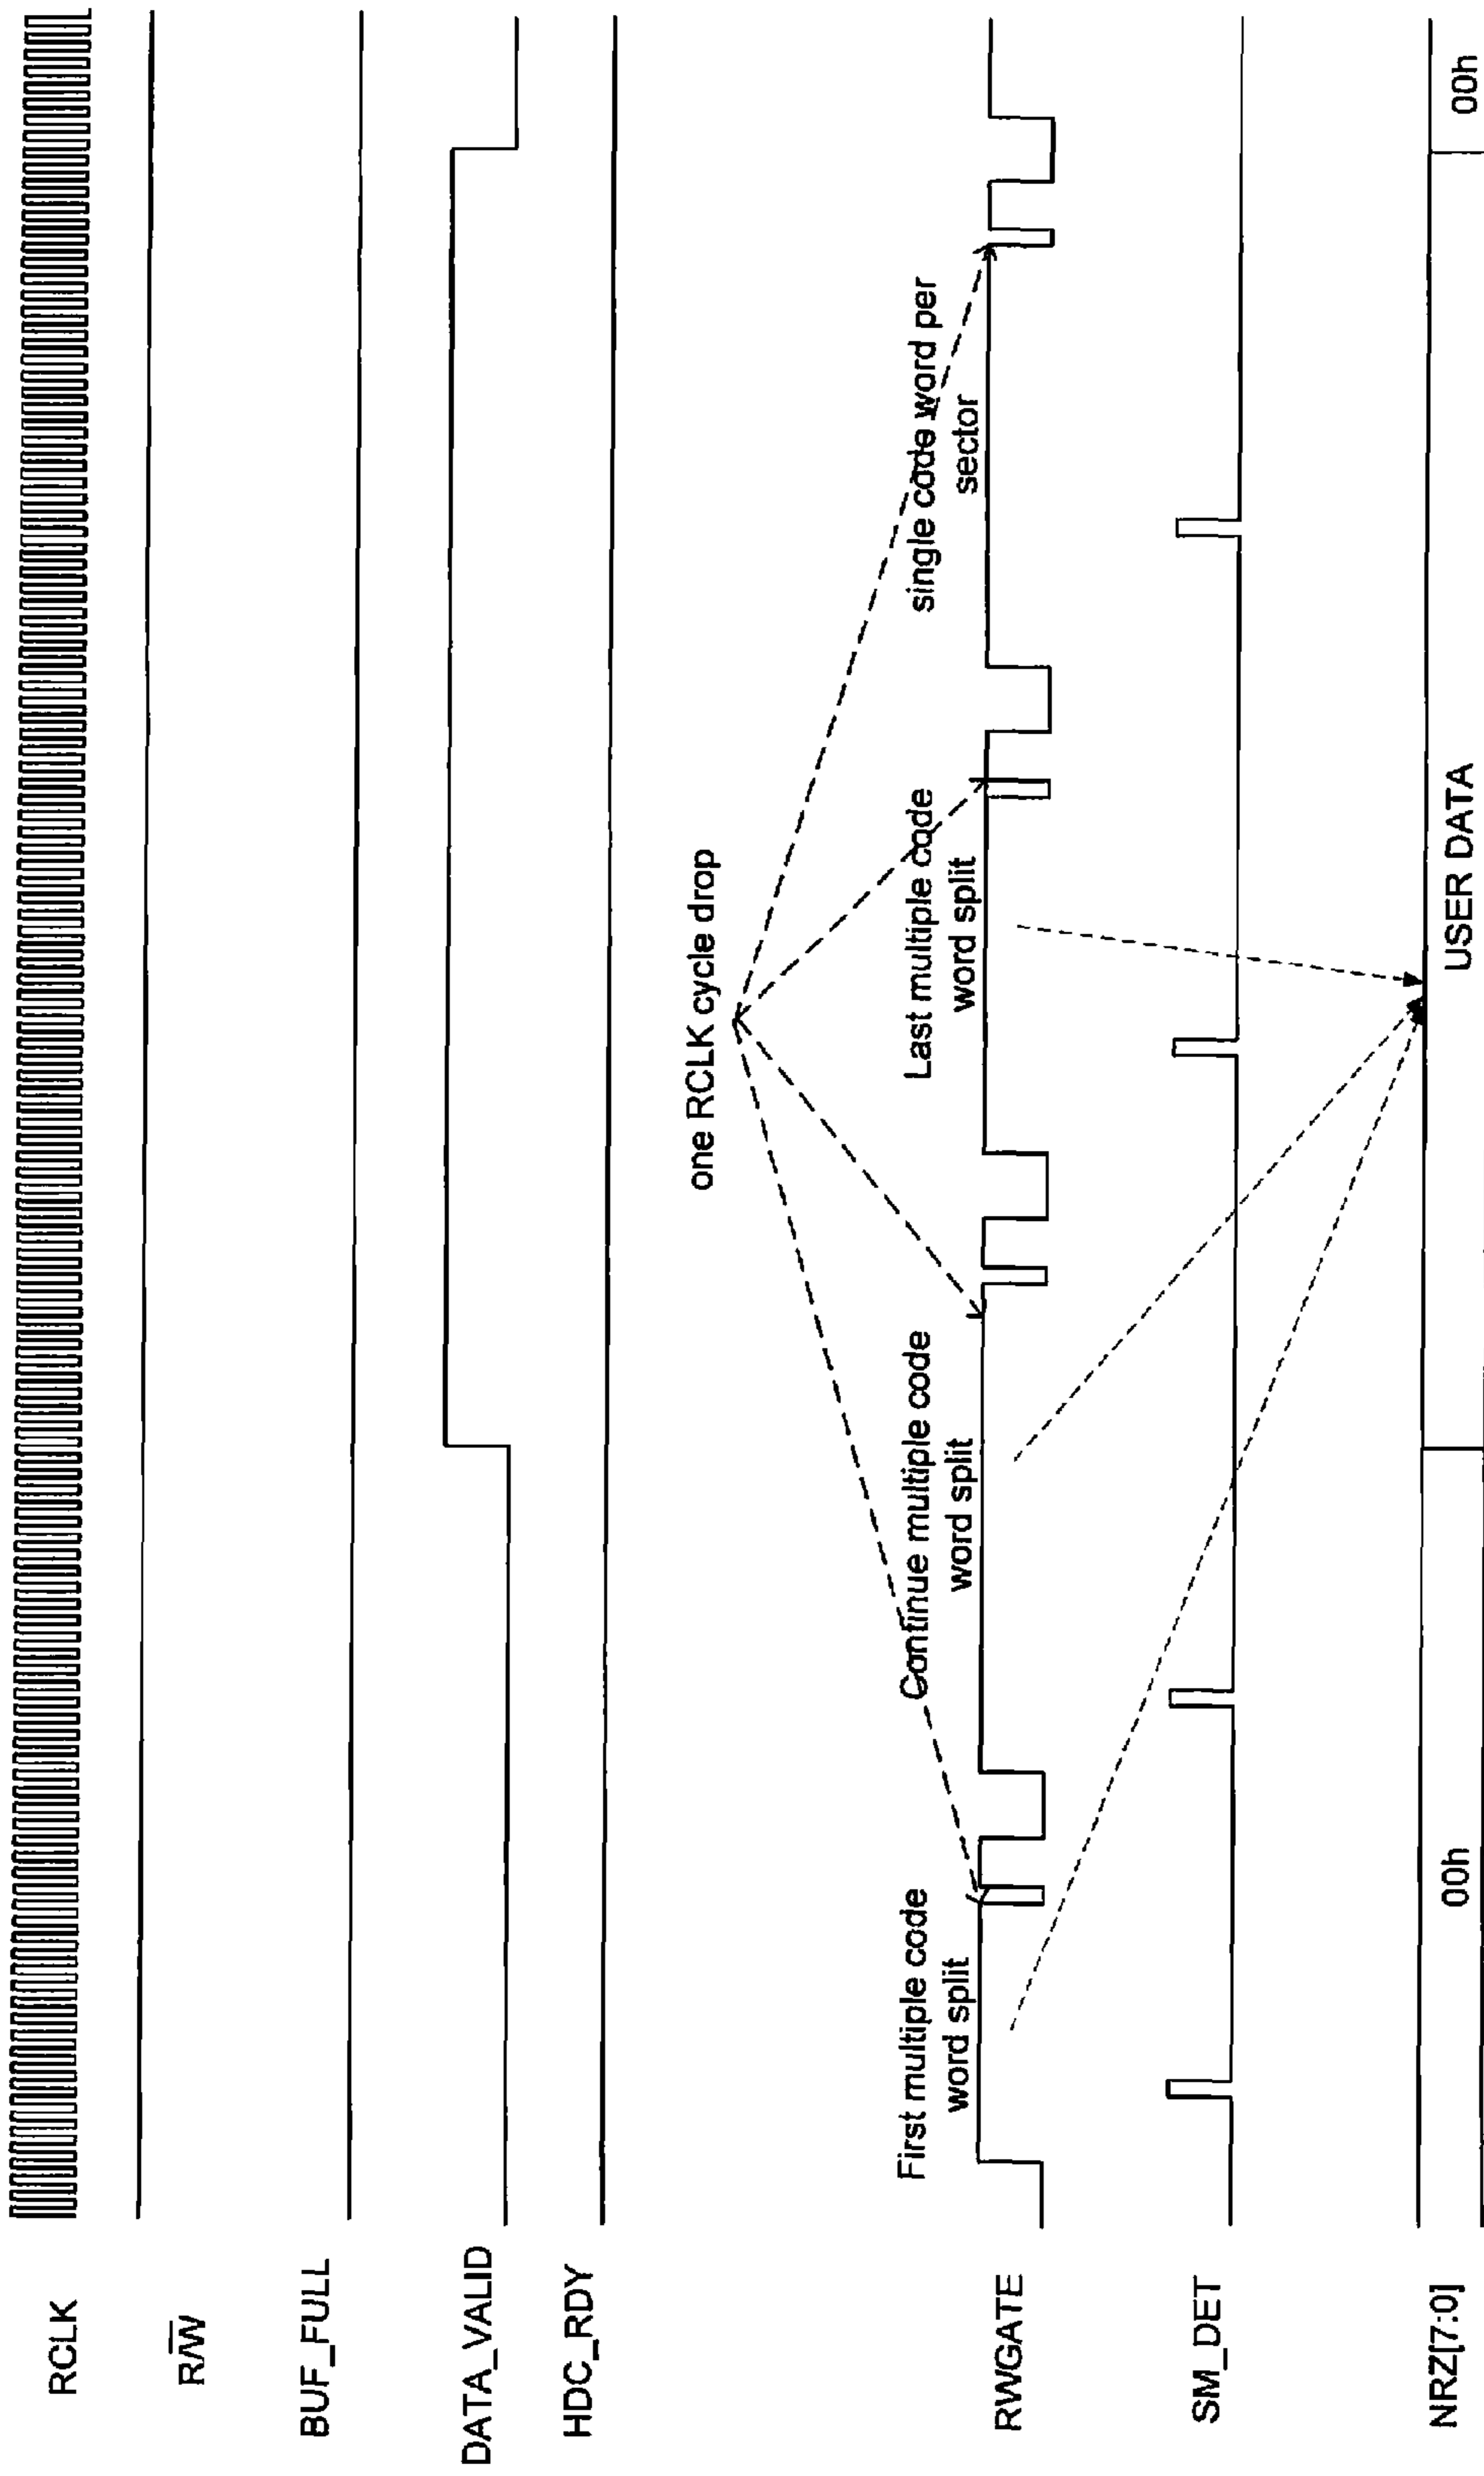 RCLK
R/W̅
BUF_FULL
DATA_VALID
HDC_RDY
one RCLK cycle drop
First multiple code
word split
Continue multiple code
word split
Last multiple code
word split
single code word per
sector
RWGATE
SM_DET
NRZ[7:0]
00h
USER DATA
00h